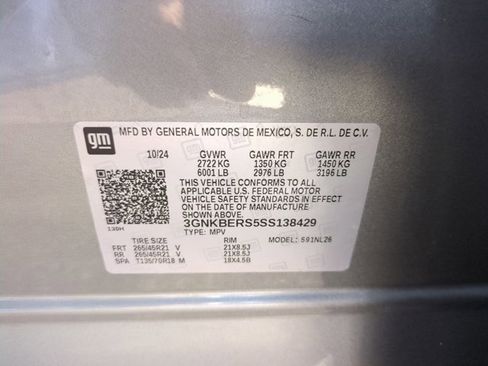 gm
MFD BY GENERAL MOTORS DE MEXICO, S. DE R.L. DE C.V.
10/24 GVWR GAWR FRT GAWR RR
2722 KG 1350 KG 1450 KG
6001 LB 2976 LB 3196 LB
THIS VEHICLE CONFORMS TO ALL
APPLICABLE U.S. FEDERAL MOTOR
VEHICLE SAFETY STANDARDS IN EFFECT
ON THE DATE OF MANUFACTURE SHOWN ABOVE.
3GNKBERS5SS138429
TYPE: MPV
TIRE SIZE RIM MODEL: 591NL26
FRT 265/45R21 V 21X8.5J
RR 265/45R21 V 21X8.5J
SPA T135/70R18 M 18X4.5B